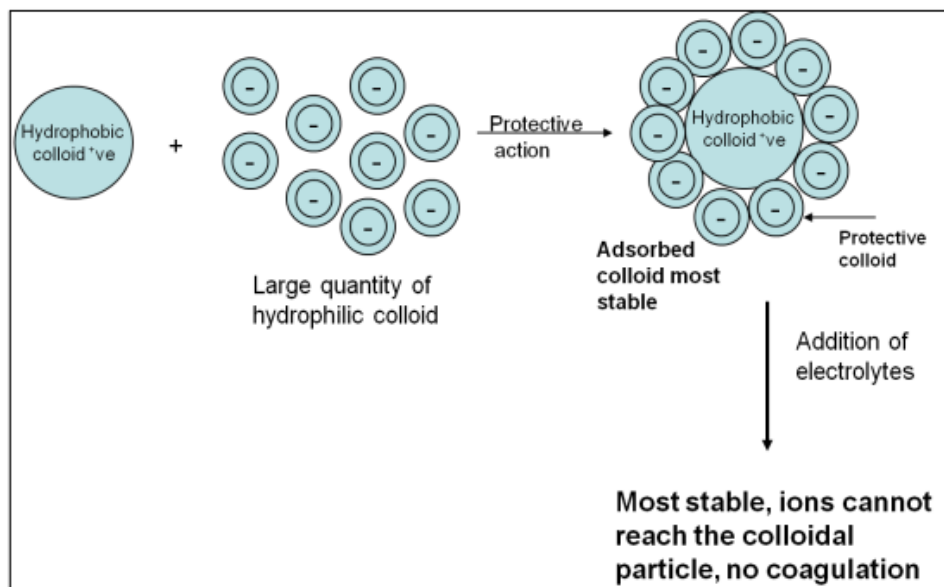 Hydrophobic
colloid +ve
+
-
-
-
-
-
-
-
-
-
-
Large quantity of
hydrophilic colloid
Protective
action
Hydrophobic
colloid +ve
-
-
-
-
-
-
-
-
-
-
Adsorbed
colloid most
stable
Protective
colloid
Addition of
electrolytes
Most stable, ions cannot
reach the colloidal
particle, no coagulation